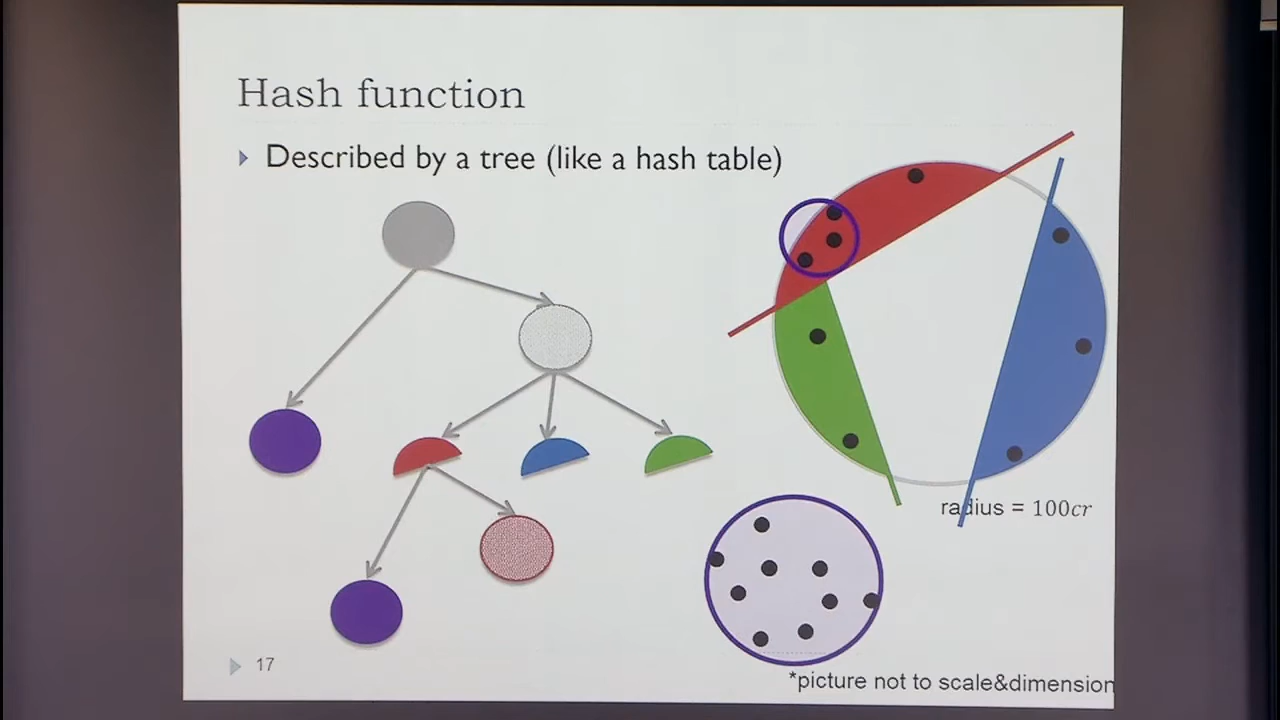 Hash function
Described by a tree (like a hash table)
radius = 100cr
17
*picture not to scale&dimension